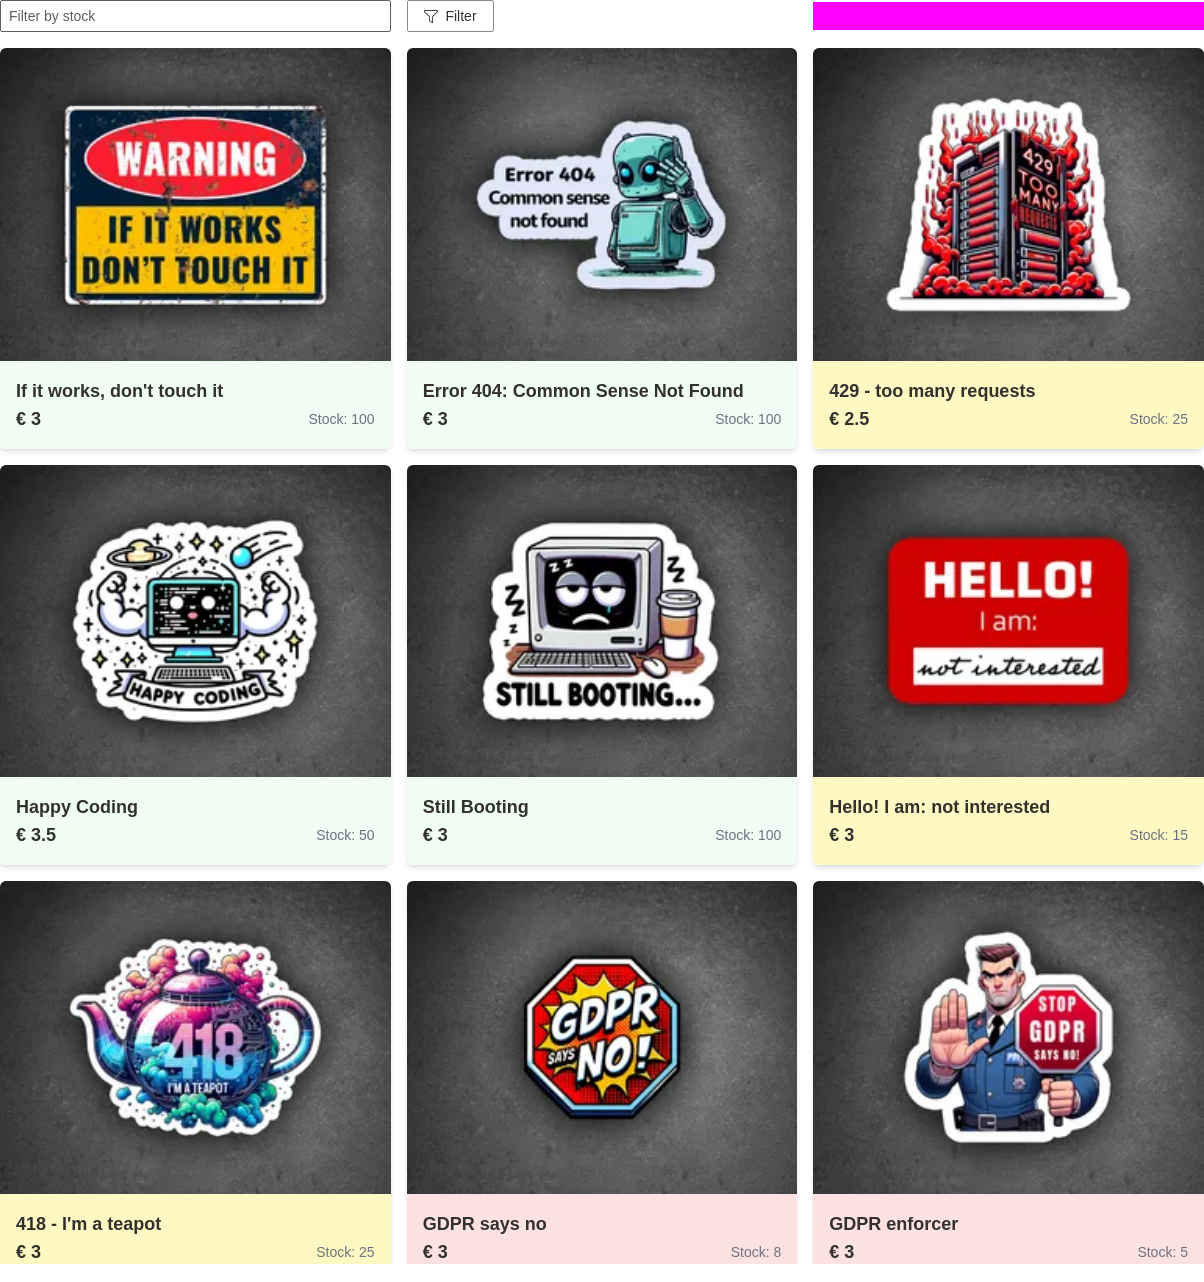 Filter by stock
Filter
WARNING
IF IT WORKS
DON'T TOUCH IT
Error 404
Common sense
not found
429
TOO
MANY
REQUESTS
If it works, don't touch it
€ 3
Stock: 100
Error 404: Common Sense Not Found
€ 3
Stock: 100
429 - too many requests
€ 2.5
Stock: 25
HAPPY CODING
STILL BOOTING...
z z
z z
z z
z z
HELLO!
I am:
not interested
Happy Coding
€ 3.5
Stock: 50
Still Booting
€ 3
Stock: 100
Hello! I am: not interested
€ 3
Stock: 15
418
I'M A TEAPOT
GDPR
SAYS
NO!
STOP
GDPR
SAYS NO!
418 - I'm a teapot
€ 3
Stock: 25
GDPR says no
€ 3
Stock: 8
GDPR enforcer
€ 3
Stock: 5